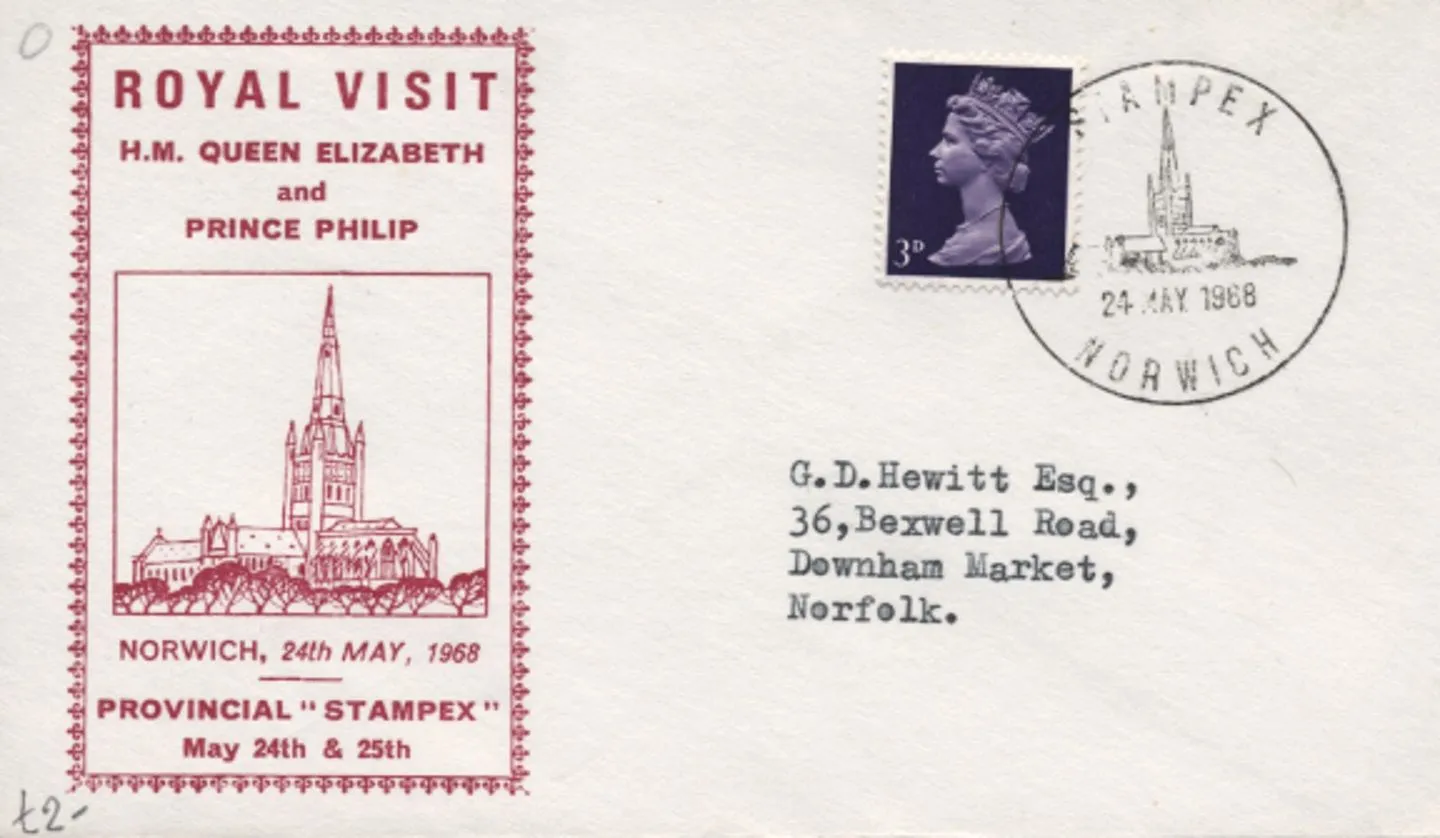 ROYAL VISIT
H.M. QUEEN ELIZABETH
and
PRINCE PHILIP
NORWICH, 24th MAY, 1968
PROVINCIAL "STAMPEX"
May 24th & 25th
£2-
3D
STAMPEX
24 MAY 1968
NORWICH
G.D.Hewitt Esq.,
36,Bexwell Road,
Downham Market,
Norfolk.